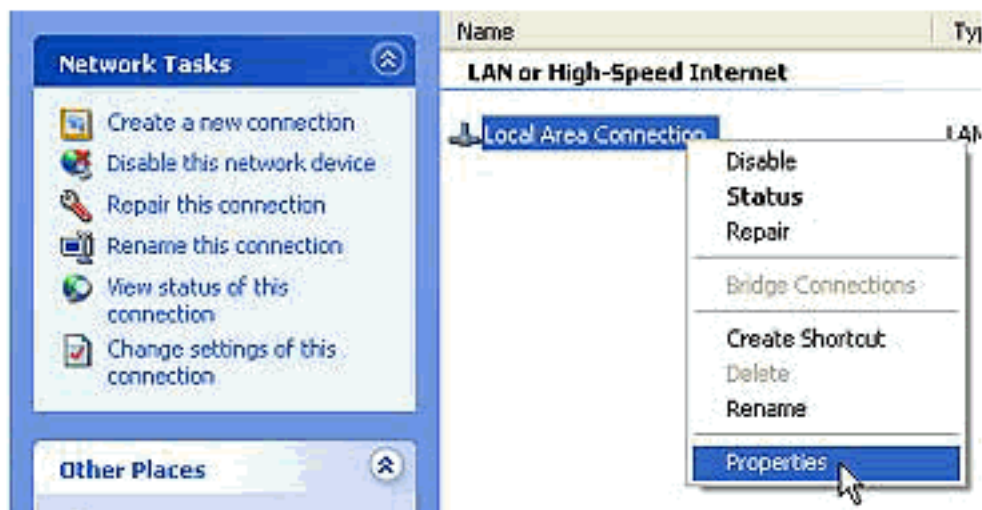 Network Tasks
Create a new connection
Disable this network device
Repair this connection
Rename this connection
View status of this
connection
Change settings of this
connection
Other Places
Name
LAN or High-Speed Internet
Local Area Connection
LAN
Disable
Status
Repair
Bridge Connections
Create Shortcut
Delete
Rename
Properties